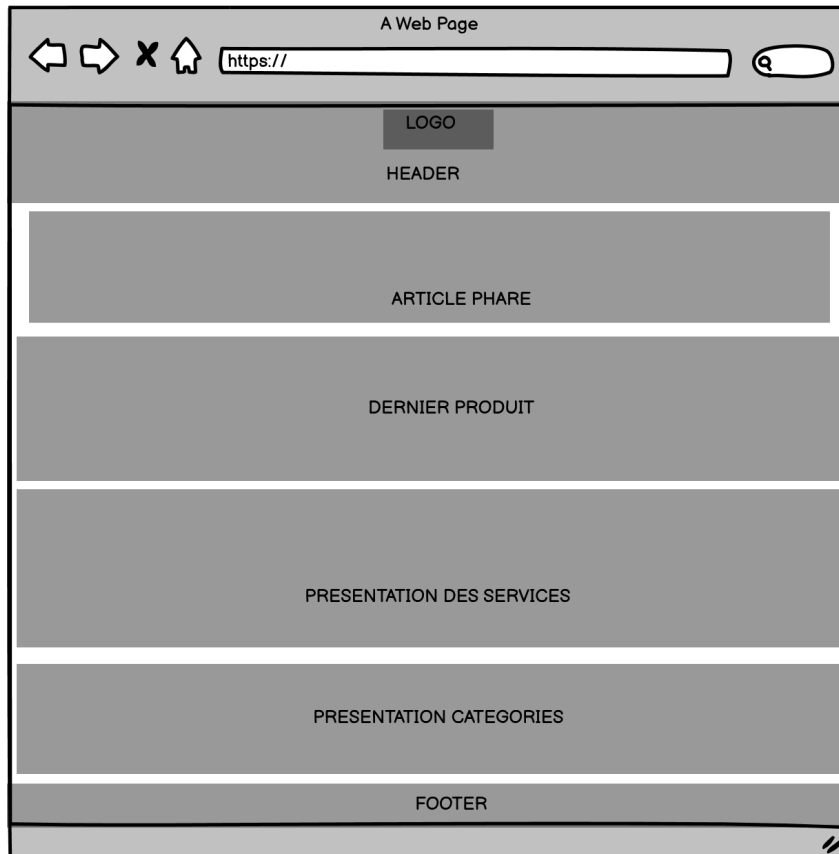 A Web Page
https://
LOGO
HEADER
ARTICLE PHARE
DERNIER PRODUIT
PRESENTATION DES SERVICES
PRESENTATION CATEGORIES
FOOTER